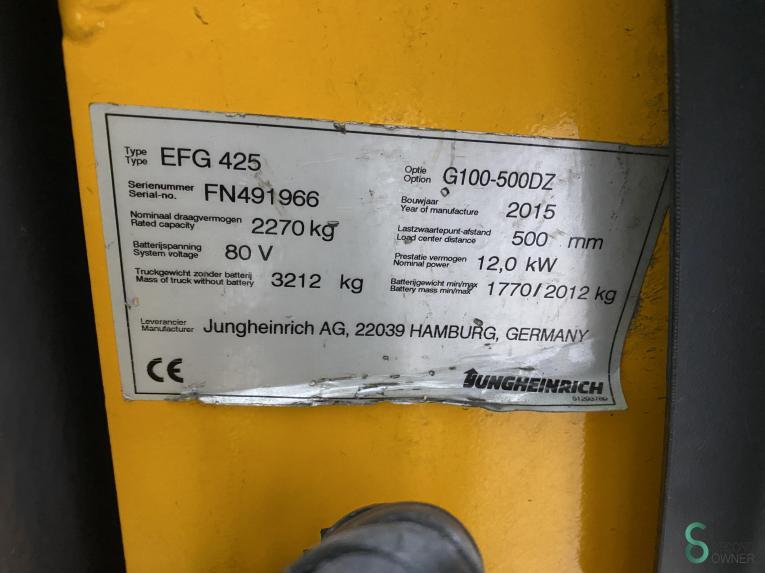 Type
Type EFG 425
Optie
Option G100-500DZ
Serienummer
Serial-no. FN491966
Bouwjaar
Year of manufacture 2015
Nominaal draagvermogen
Rated capacity 2270 kg
Lastzwaartepunt-afstand
Load center distance 500 mm
Batterijspanning
System voltage 80 V
Prestatie vermogen
Nominal power 12,0 kW
Truckgewicht zonder batterij
Mass of truck without battery 3212 kg
Batterijgewicht min/max
Battery mass min/max 1770/2012 kg
Leverancier
Manufacturer Jungheinrich AG, 22039 HAMBURG, GERMANY
CE
JUNGHEINRICH
SECOND
OWNER